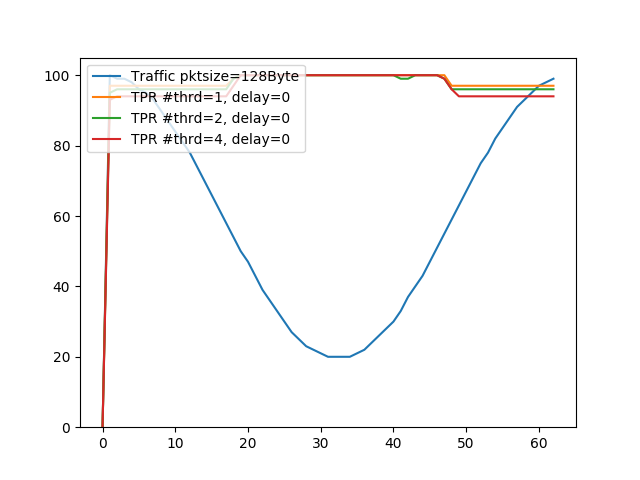 Traffic pktsize=128Byte
TPR #thrd=1, delay=0
TPR #thrd=2, delay=0
TPR #thrd=4, delay=0
100
80
60
40
20
0
0 10 20 30 40 50 60